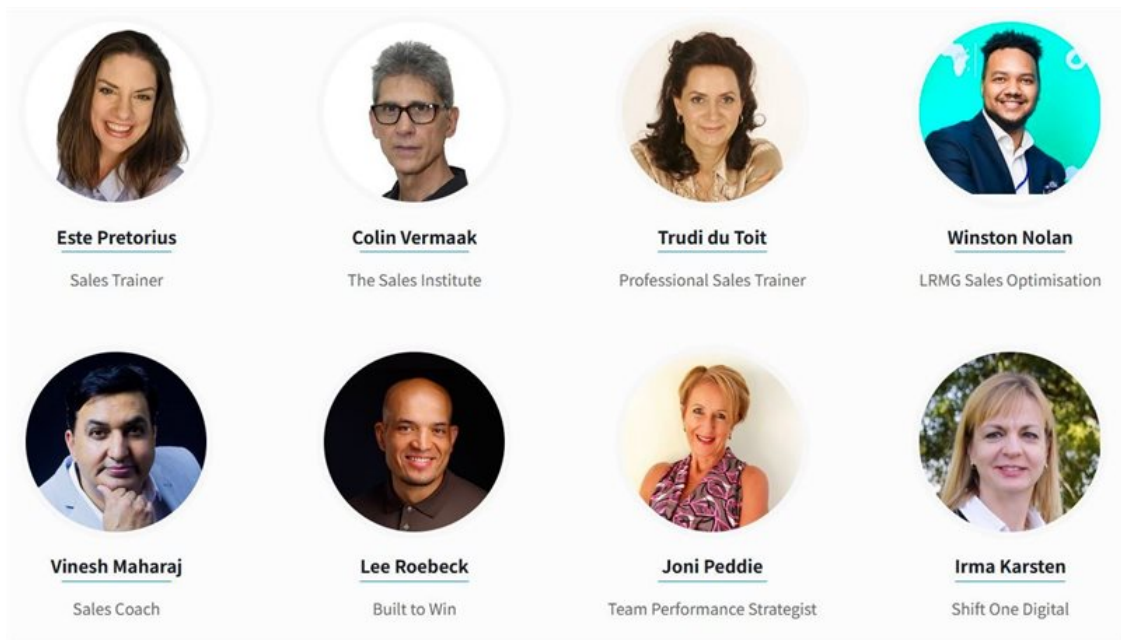 Este Pretorius
Colin Vermaak
Trudi du Toit
Winston Nolan
Sales Trainer
The Sales Institute
Professional Sales Trainer
LRMG Sales Optimisation
Vinesh Maharaj
Lee Roebeck
Joni Peddie
Irma Karsten
Sales Coach
Built to Win
Team Performance Strategist
Shift One Digital